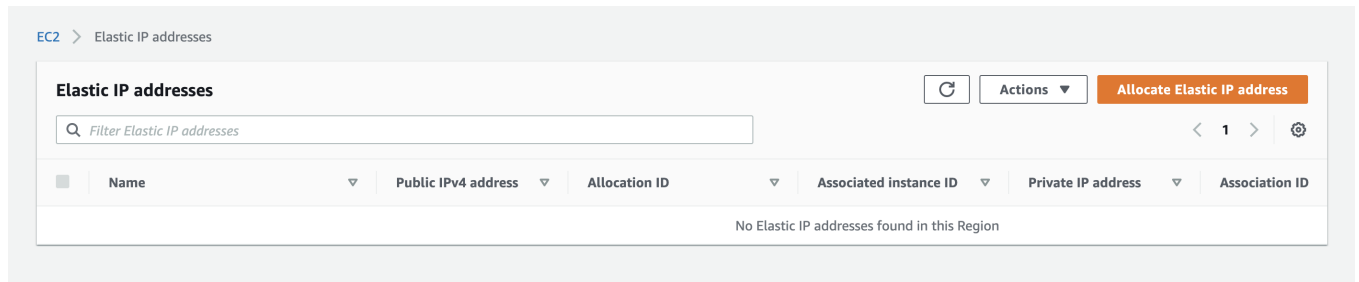 EC2 > Elastic IP addresses
Elastic IP addresses
Actions ▼ Allocate Elastic IP address
Filter Elastic IP addresses
< 1 >
Name Public IPv4 address Allocation ID Associated instance ID Private IP address Association ID
No Elastic IP addresses found in this Region